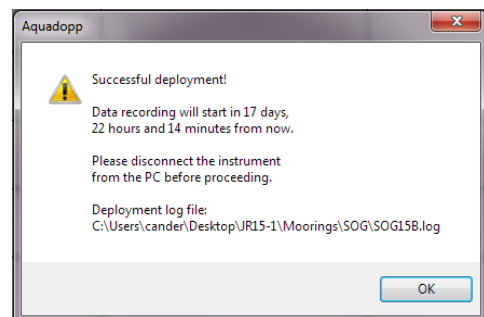 Aquadopp
Successful deployment!
Data recording will start in 17 days,
22 hours and 14 minutes from now.
Please disconnect the instrument
from the PC before proceeding.
Deployment log file:
C:\Users\cander\Desktop\JR15-1\Moorings\SOG\SOG15B.log
OK